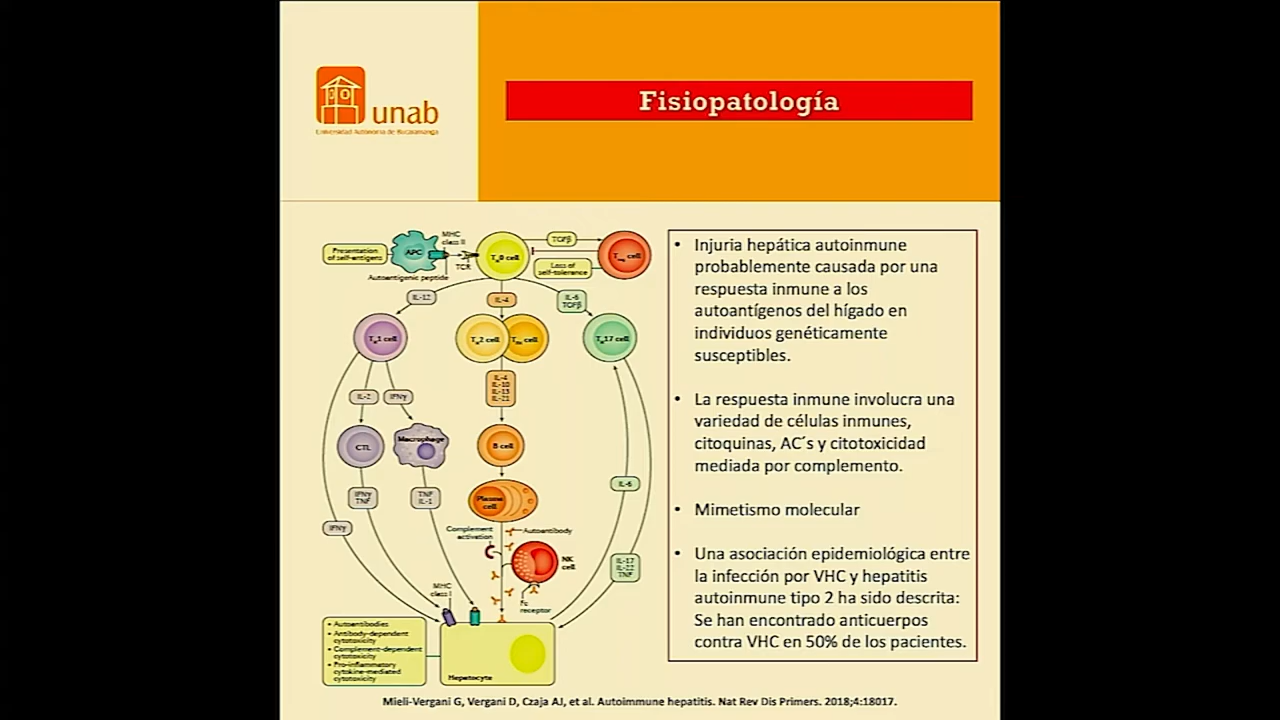 unab
Universidad Autónoma de Bucaramanga
Fisiopatología
Presentation
of self-antigens
APC
MHC
class II
TCR
Autoantigenic peptide
TH0 cell
TGFβ
Loss of
self-tolerance
Treg cell
IL-12
IL-4
IL-6
TGFβ
TH1 cell
TH2 cell
TH17 cell
IL-2
IFNγ
IL-4
IL-10
IL-13
IL-21
CTL
Macrophage
B cell
IFNγ
TNF
TNF
IL-1
Plasma
cell
IL-6
IFNγ
Complement
activation
Autoantibody
NK
cell
IL-17
IL-22
TNF
MHC
class I
Fc
receptor
• Autoantibodies
• Antibody-dependent
cytotoxicity
• Complement-dependent
cytotoxicity
• Pro-inflammatory
cytokine-mediated
cytotoxicity
Hepatocyte
• Injuria hepática autoinmune
probablemente causada por una
respuesta inmune a los
autoantígenos del hígado en
individuos genéticamente
susceptibles.
• La respuesta inmune involucra una
variedad de células inmunes,
citoquinas, AC´s y citotoxicidad
mediada por complemento.
• Mimetismo molecular
• Una asociación epidemiológica entre
la infección por VHC y hepatitis
autoinmune tipo 2 ha sido descrita:
Se han encontrado anticuerpos
contra VHC en 50% de los pacientes.
Mieli-Vergani G, Vergani D, Czaja AJ, et al. Autoimmune hepatitis. Nat Rev Dis Primers. 2018;4:18017.